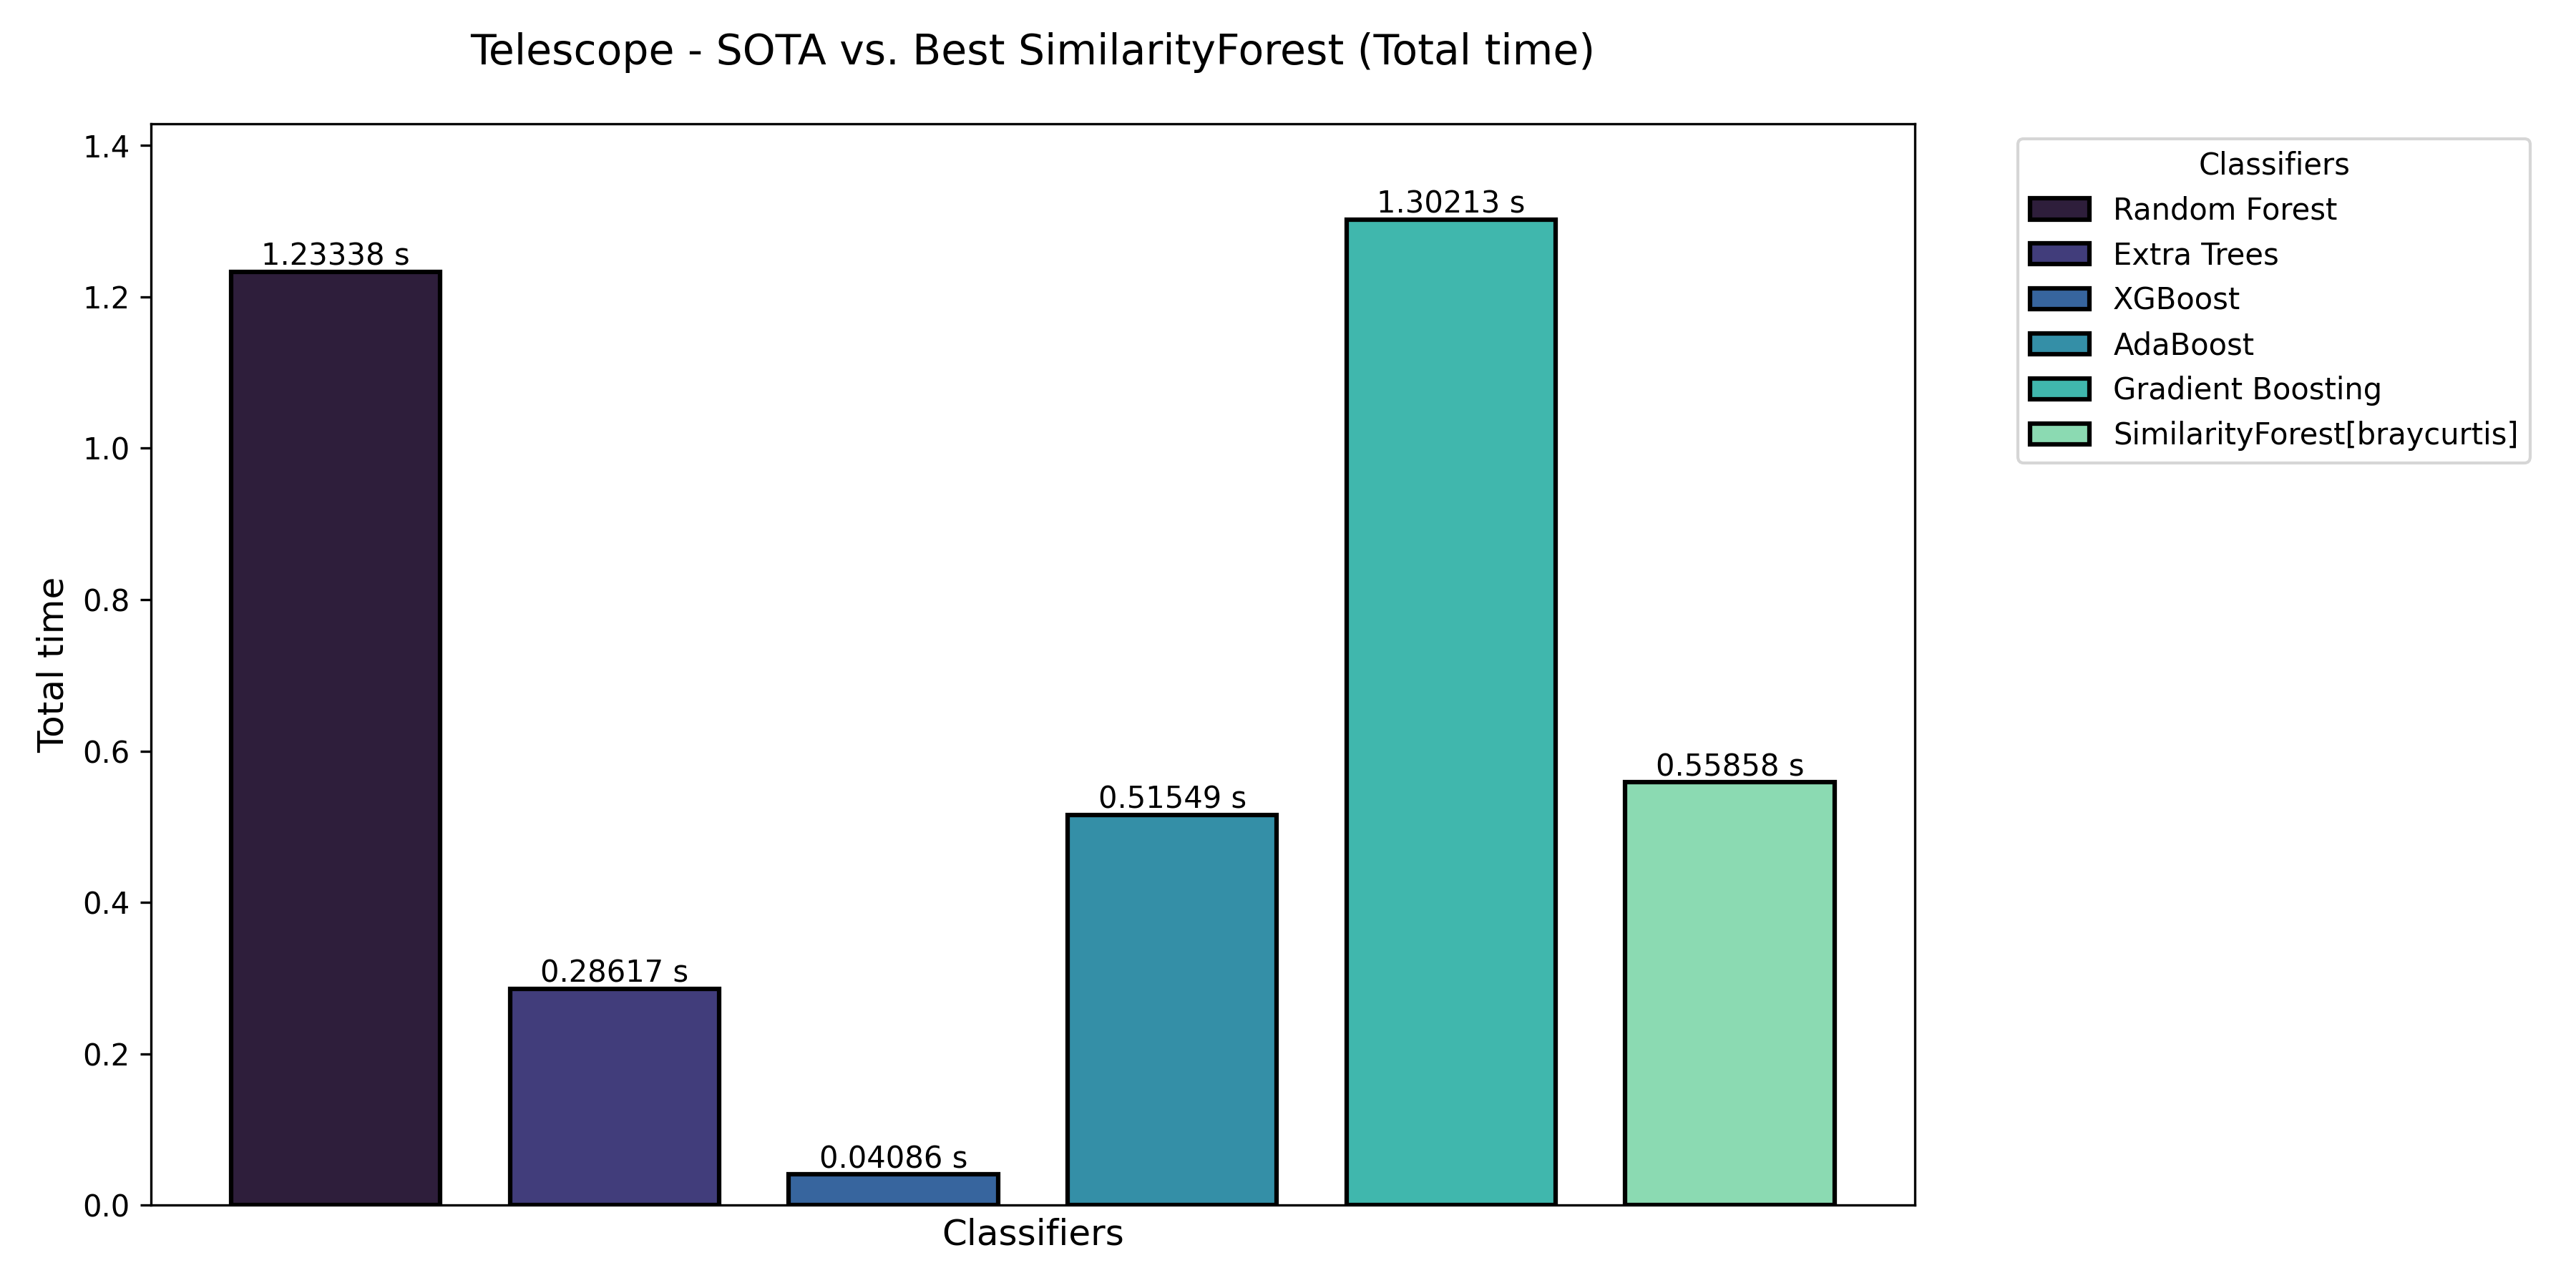 Telescope - SOTA vs. Best SimilarityForest (Total time)
Total time
1.4
1.2
1.0
0.8
0.6
0.4
0.2
0.0
1.23338 s
0.28617 s
0.04086 s
0.51549 s
1.30213 s
0.55858 s
Classifiers
Classifiers
Random Forest
Extra Trees
XGBoost
AdaBoost
Gradient Boosting
SimilarityForest[braycurtis]